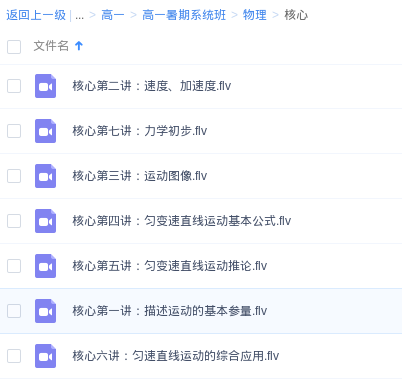 返回上一级 | ... > 高一 > 高一暑期系统班 > 物理 > 核心
文件名
核心第二讲：速度、加速度.flv
核心第七讲：力学初步.flv
核心第三讲：运动图像.flv
核心第四讲：匀变速直线运动基本公式.flv
核心第五讲：匀变速直线运动推论.flv
核心第一讲：描述运动的基本参量.flv
核心六讲：匀速直线运动的综合应用.flv